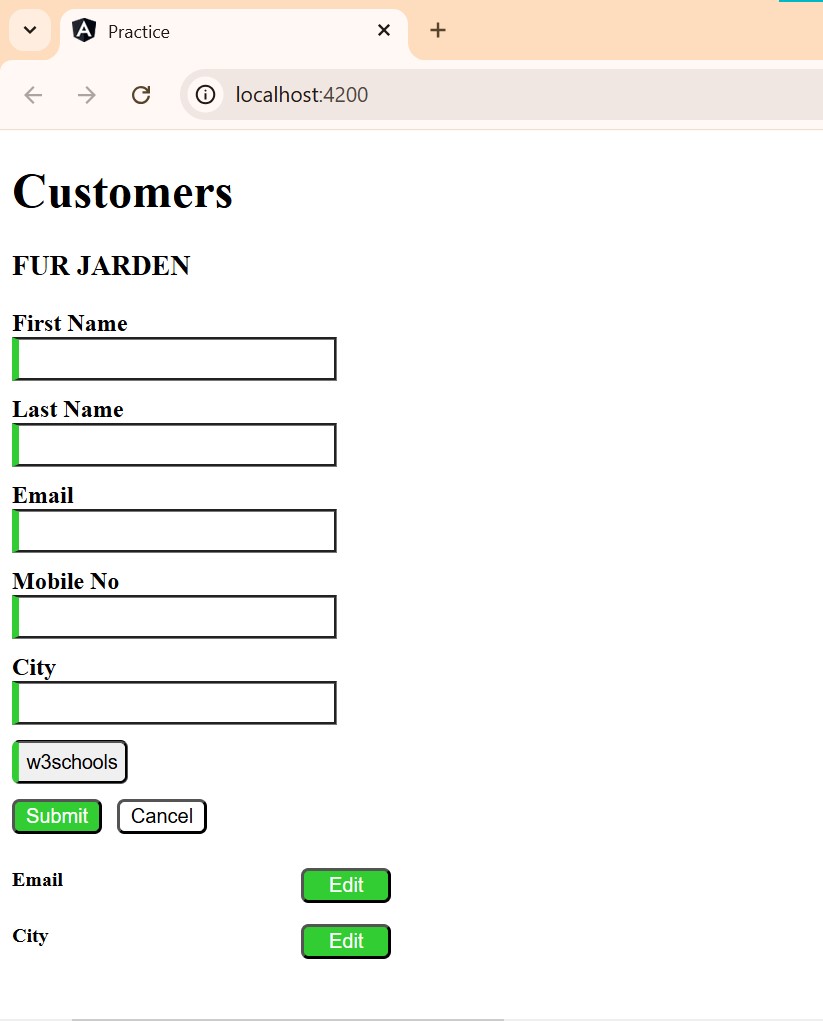 Practice
localhost:4200
Customers
FUR JARDEN
First Name
Last Name
Email
Mobile No
City
w3schools
Submit Cancel
Email Edit
City Edit